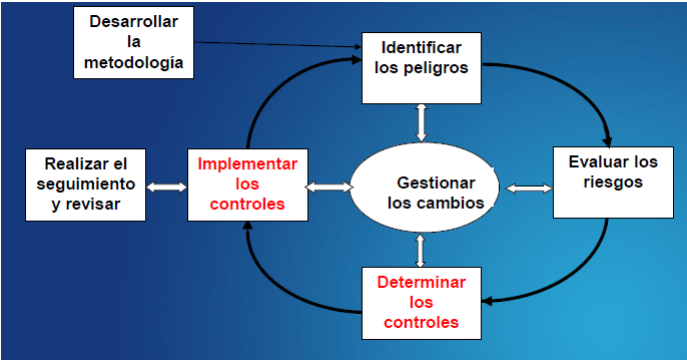 Desarrollar
la
metodología
Identificar
los peligros
Realizar el
seguimiento
y revisar
Implementar
los
controles
Gestionar
los cambios
Evaluar los
riesgos
Determinar
los
controles